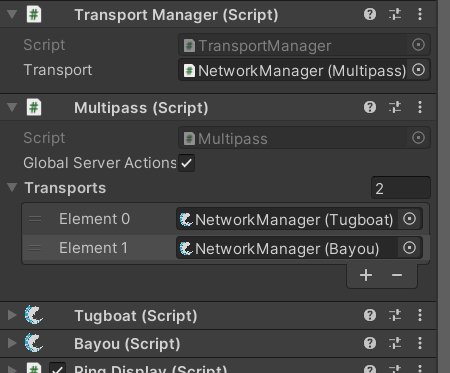 Transport Manager (Script)
Script TransportManager
Transport NetworkManager (Multipass)
Multipass (Script)
Script Multipass
Global Server Actions
Transports 2
Element 0 NetworkManager (Tugboat)
Element 1 NetworkManager (Bayou)
+ −
Tugboat (Script)
Bayou (Script)
Ping Display (Script)